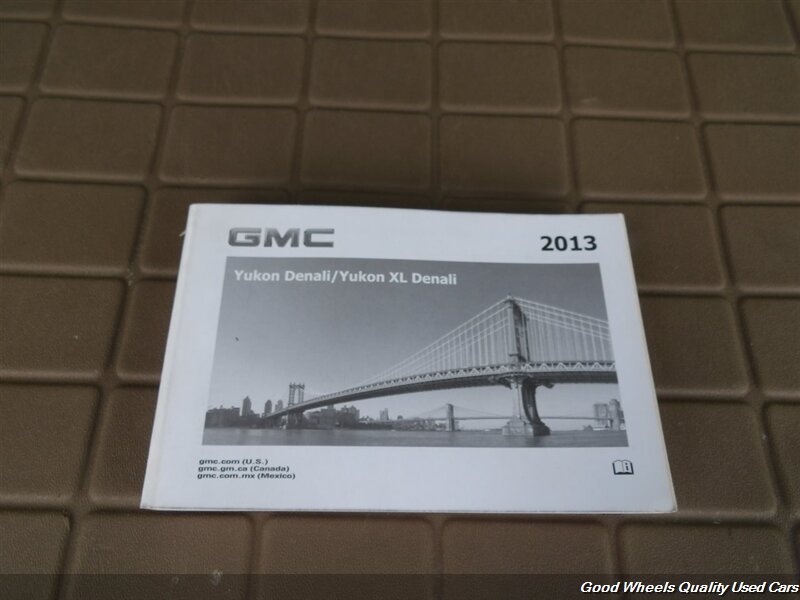 GMC
2013
Yukon Denali/Yukon XL Denali
gmc.com (U.S.)
gmc.gm.ca (Canada)
gmc.com.mx (Mexico)
Good Wheels Quality Used Cars